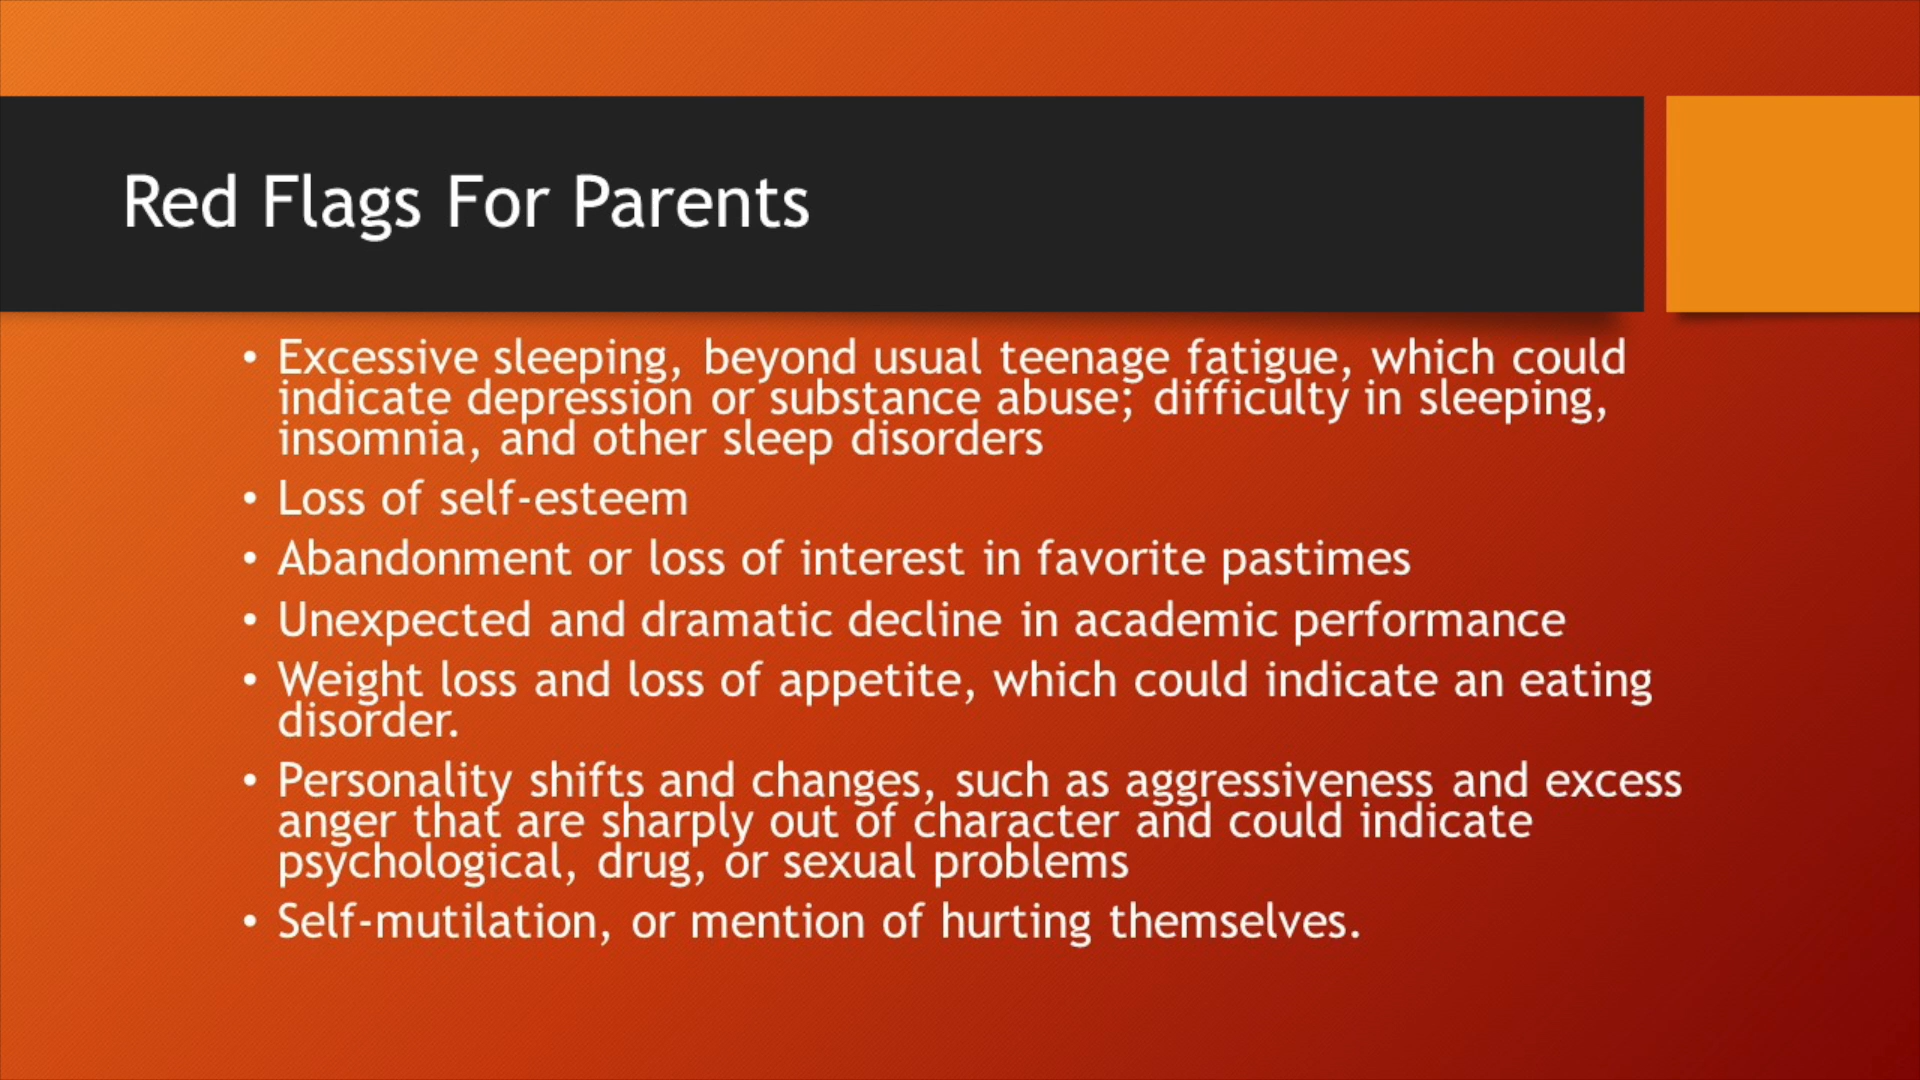 Red Flags For Parents
• Excessive sleeping, beyond usual teenage fatigue, which could
indicate depression or substance abuse; difficulty in sleeping,
insomnia, and other sleep disorders
• Loss of self-esteem
• Abandonment or loss of interest in favorite pastimes
• Unexpected and dramatic decline in academic performance
• Weight loss and loss of appetite, which could indicate an eating
disorder.
• Personality shifts and changes, such as aggressiveness and excess
anger that are sharply out of character and could indicate
psychological, drug, or sexual problems
• Self-mutilation, or mention of hurting themselves.